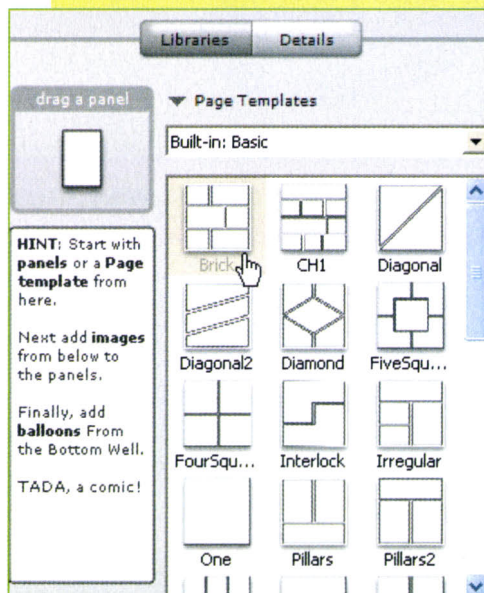 Libraries Details
drag a panel
Page Templates
Built-in: Basic
HINT: Start with
panels or a Page
template from
here.
Next add images
from below to
the panels.
Finally, add
balloons From
the Bottom Well.
TADA, a comic!
Brick CH1 Diagonal
Diagonal2 Diamond FiveSqu...
FourSqu... Interlock Irregular
One Pillars Pillars2